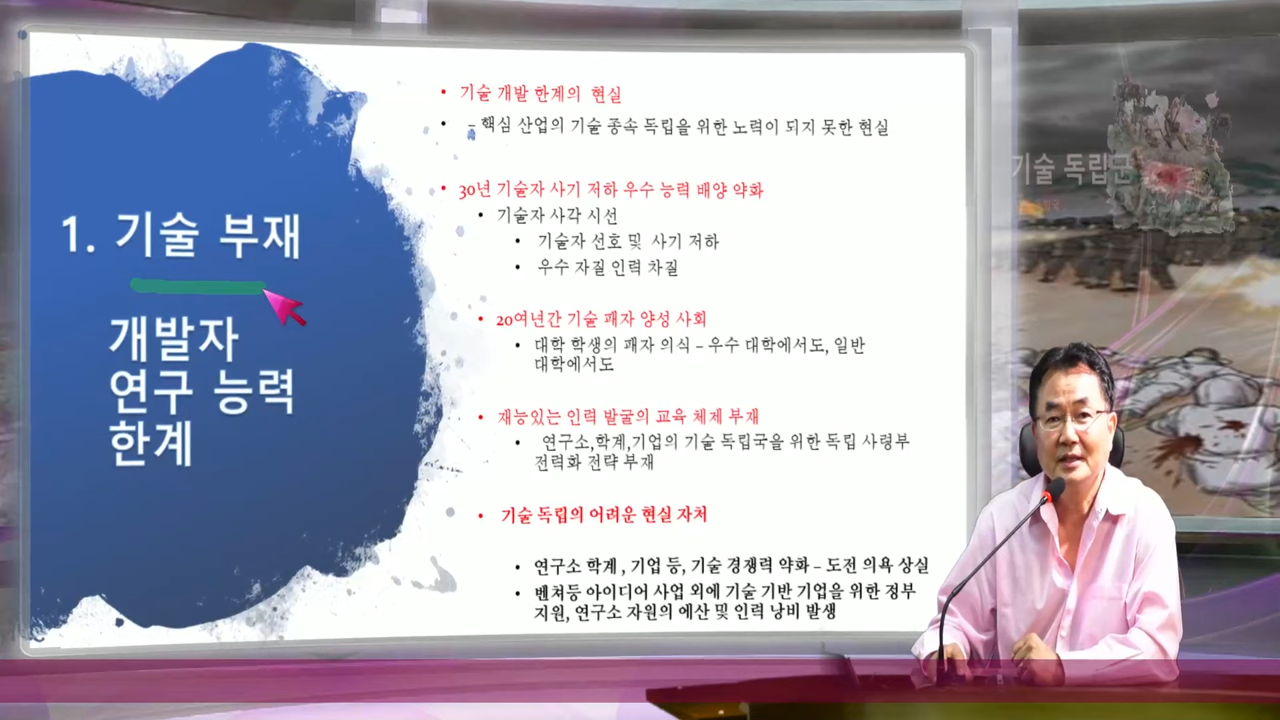 1. 기술 부재
개발자
연구 능력
한계
• 기술 개발 한계의 현실
• – 핵심 산업의 기술 종속 독립을 위한 노력이 되지 못한 현실
• 30년 기술자 사기 저하 우수 능력 배양 약화
• 기술자 사각 시선
• 기술자 선호 및 사기 저하
• 우수 자질 인력 차질
• 20여년간 기술 패자 양성 사회
• 대학 학생의 패자 의식 – 우수 대학에서도, 일반
대학에서도
• 재능있는 인력 발굴의 교육 체제 부재
• 연구소,학계,기업의 기술 독립국을 위한 독립 사령부
전력화 전략 부재
• 기술 독립의 어려운 현실 자처
• 연구소 학계 , 기업 등, 기술 경쟁력 약화 – 도전 의욕 상실
• 벤쳐등 아이디어 사업 외에 기술 기반 기업을 위한 정부
지원, 연구소 자원의 에산 및 인력 낭비 발생
기술 독립군